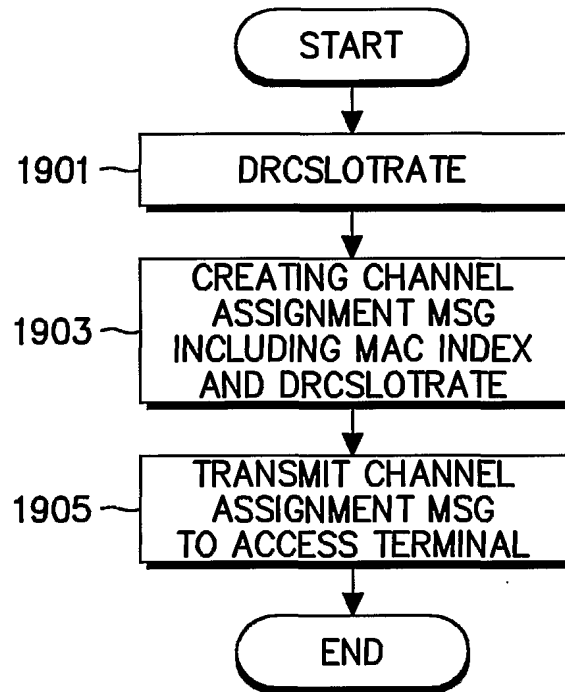 START
1901
DRCSLOTRATE
1903
CREATING CHANNEL
ASSIGNMENT MSG
INCLUDING MAC INDEX
AND DRCSLOTRATE
1905
TRANSMIT CHANNEL
ASSIGNMENT MSG
TO ACCESS TERMINAL
END